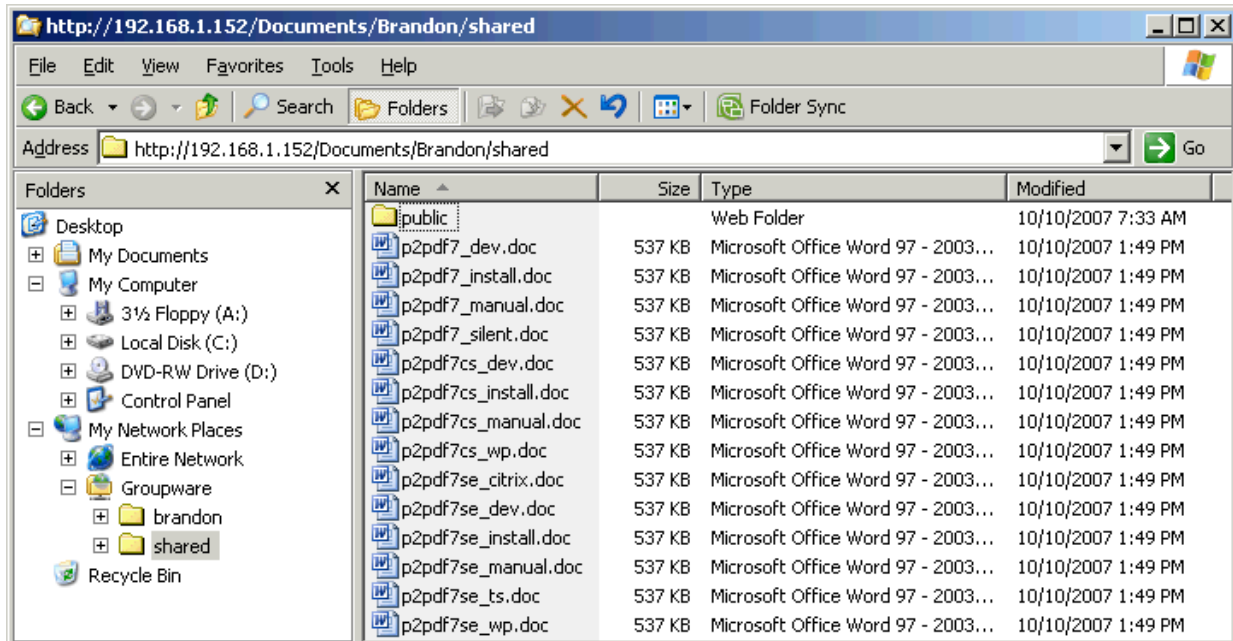 http://192.168.1.152/Documents/Brandon/shared
File Edit View Favorites Tools Help
Back Search Folders Folder Sync
Address http://192.168.1.152/Documents/Brandon/shared Go
Folders Name Size Type Modified
Desktop public Web Folder 10/10/2007 7:33 AM
My Documents p2pdf7_dev.doc 537 KB Microsoft Office Word 97 - 2003... 10/10/2007 1:49 PM
My Computer p2pdf7_install.doc 537 KB Microsoft Office Word 97 - 2003... 10/10/2007 1:49 PM
3½ Floppy (A:) p2pdf7_manual.doc 537 KB Microsoft Office Word 97 - 2003... 10/10/2007 1:49 PM
Local Disk (C:) p2pdf7_silent.doc 537 KB Microsoft Office Word 97 - 2003... 10/10/2007 1:49 PM
DVD-RW Drive (D:) p2pdf7cs_dev.doc 537 KB Microsoft Office Word 97 - 2003... 10/10/2007 1:49 PM
Control Panel p2pdf7cs_install.doc 537 KB Microsoft Office Word 97 - 2003... 10/10/2007 1:49 PM
My Network Places p2pdf7cs_manual.doc 537 KB Microsoft Office Word 97 - 2003... 10/10/2007 1:49 PM
Entire Network p2pdf7cs_wp.doc 537 KB Microsoft Office Word 97 - 2003... 10/10/2007 1:49 PM
Groupware p2pdf7se_citrix.doc 537 KB Microsoft Office Word 97 - 2003... 10/10/2007 1:49 PM
brandon p2pdf7se_dev.doc 537 KB Microsoft Office Word 97 - 2003... 10/10/2007 1:49 PM
shared p2pdf7se_install.doc 537 KB Microsoft Office Word 97 - 2003... 10/10/2007 1:49 PM
Recycle Bin p2pdf7se_manual.doc 537 KB Microsoft Office Word 97 - 2003... 10/10/2007 1:49 PM
p2pdf7se_ts.doc 537 KB Microsoft Office Word 97 - 2003... 10/10/2007 1:49 PM
p2pdf7se_wp.doc 537 KB Microsoft Office Word 97 - 2003... 10/10/2007 1:49 PM